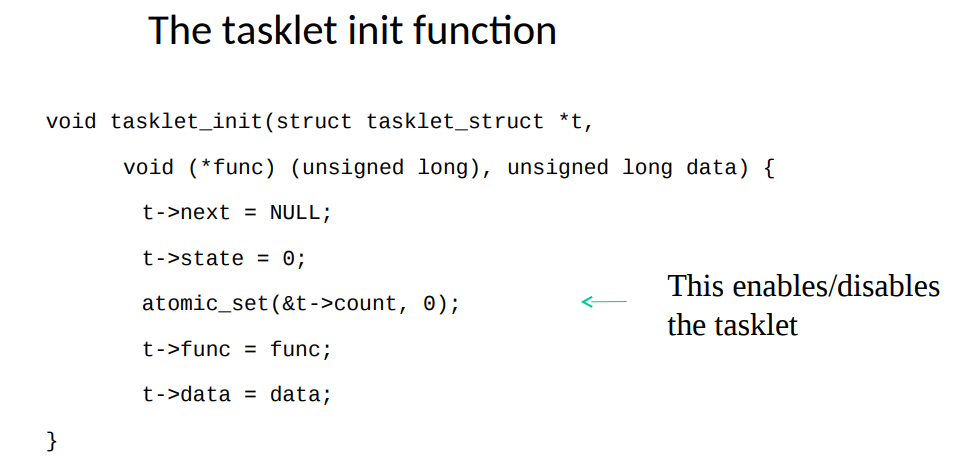 The tasklet init function
void tasklet_init(struct tasklet_struct *t,
void (*func) (unsigned long), unsigned long data) {
t->next = NULL;
t->state = 0;
atomic_set(&t->count, 0);
This enables/disables
the tasklet
t->func = func;
t->data = data;
}